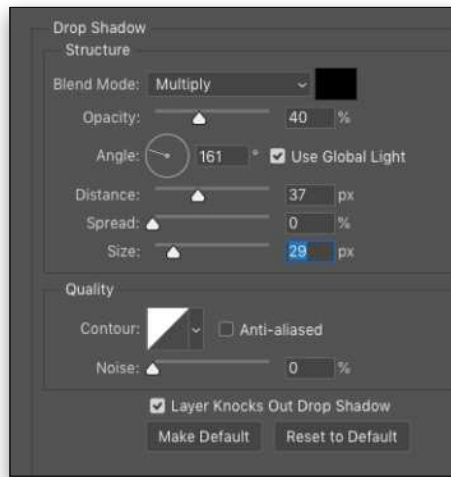 Drop Shadow
Structure
Blend Mode: Multiply
Opacity: 40 %
Angle: 161 ° Use Global Light
Distance: 37 px
Spread: 0 %
Size: 29 px
Quality
Contour: Anti-aliased
Noise: 0 %
Layer Knocks Out Drop Shadow
Make Default Reset to Default